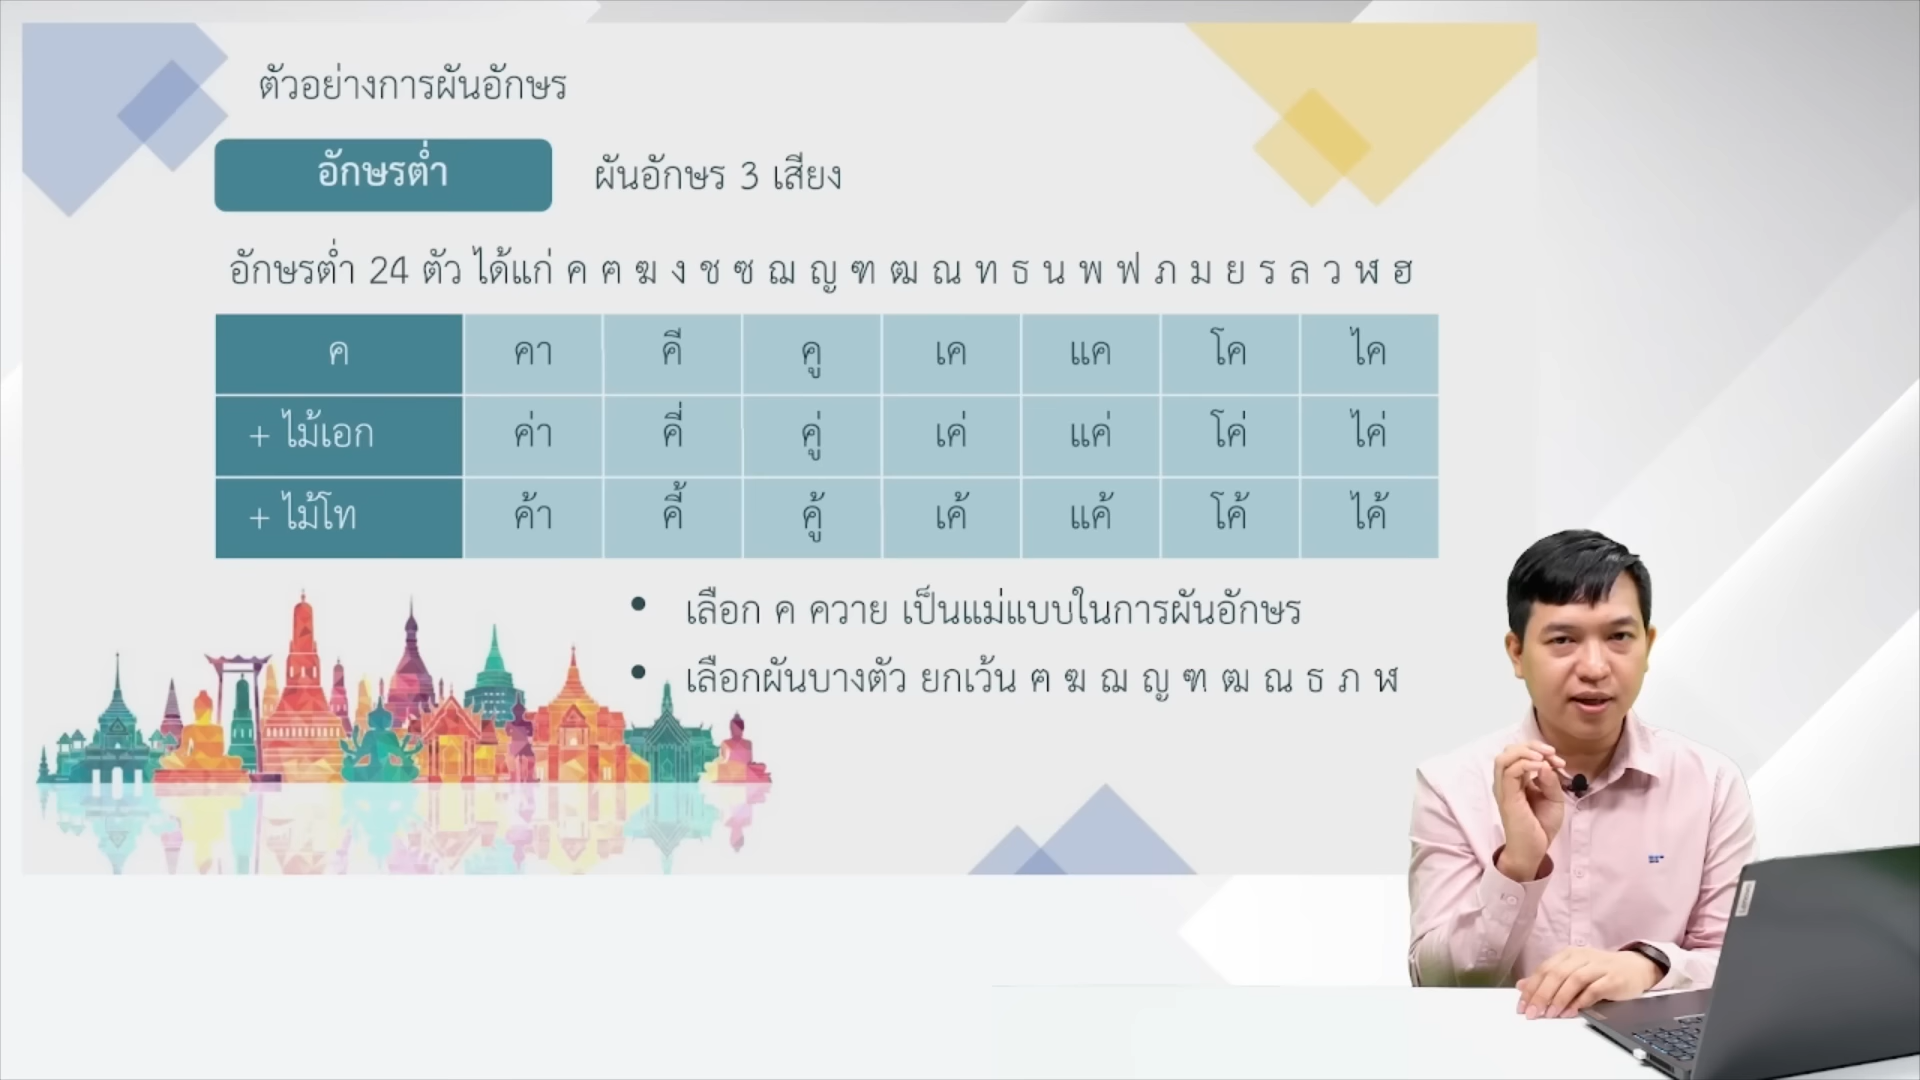 ตัวอย่างการผันอักษร
อักษรต่ำ ผันอักษร 3 เสียง
อักษรต่ำ 24 ตัว ได้แก่ ค ฅ ฆ ง ช ซ ฌ ญ ฑ ฒ ณ ท ธ น พ ฟ ภ ม ย ร ล ว ฬ ฮ
ค คา คี คู เค แค โค ไค
+ ไม้เอก ค่า คี่ คู่ เค่ แค่ โค่ ไค่
+ ไม้โท ค้า คี้ คู้ เค้ แค้ โค้ ไค้
• เลือก ค ควาย เป็นแม่แบบในการผันอักษร
• เลือกผันบางตัว ยกเว้น ฅ ฆ ฌ ญ ฑ ฒ ณ ธ ภ ฬ